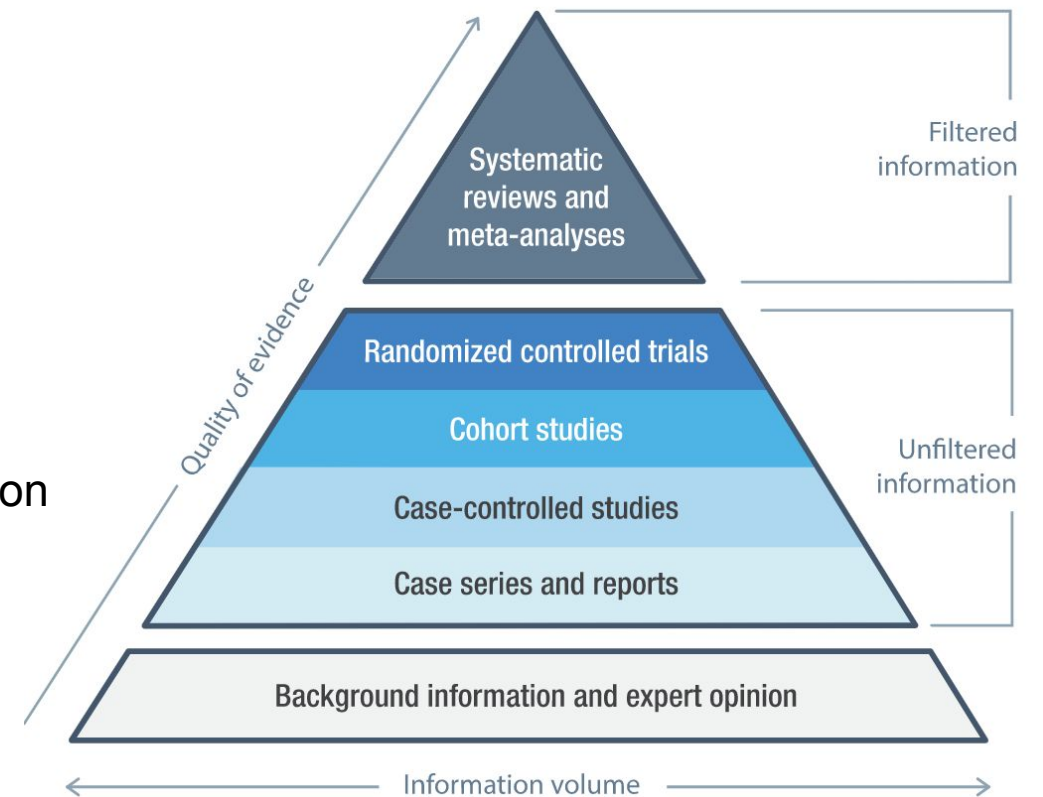 Systematic
reviews and
meta-analyses
Filtered
information
Quality of evidence
Randomized controlled trials
Cohort studies
Case-controlled studies
Case series and reports
Unfiltered
information
on
Background information and expert opinion
Information volume